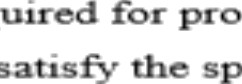 uired for pro
satisfy the sp